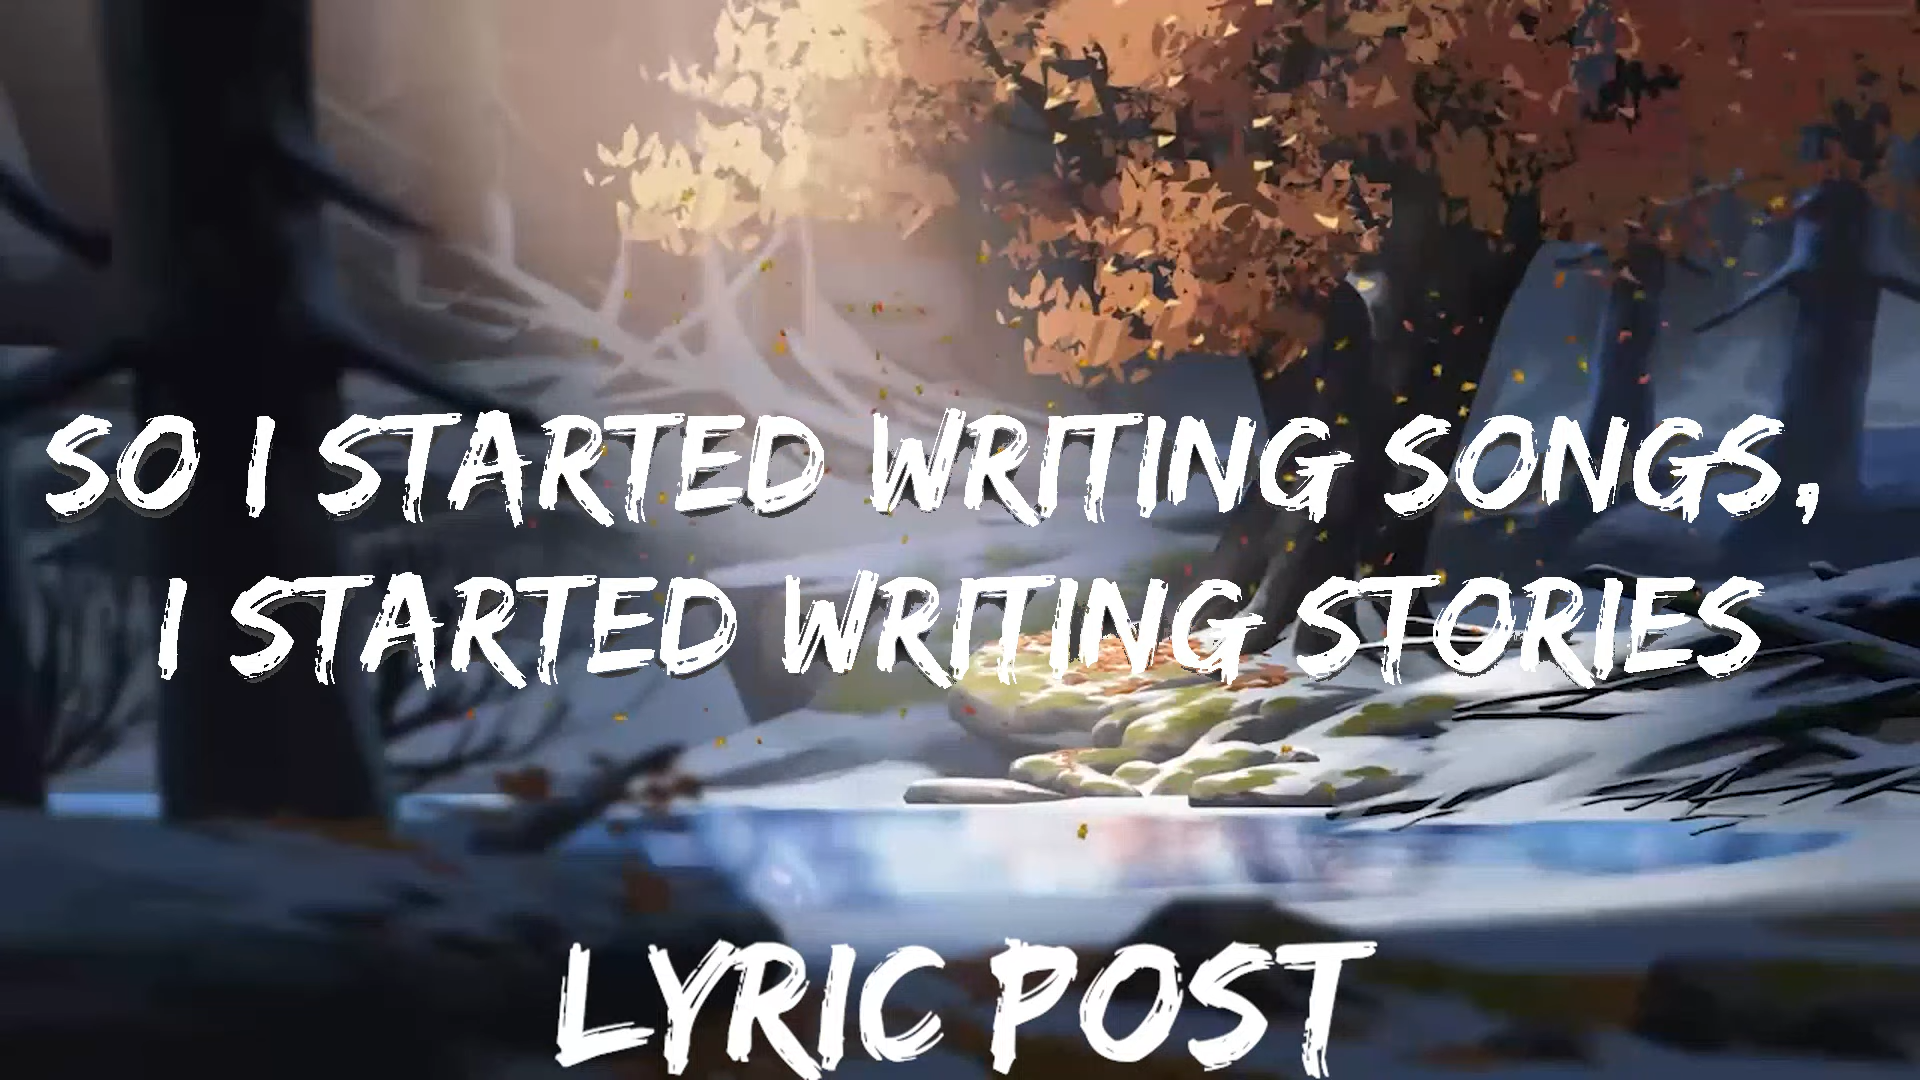 SO I STARTED WRITING SONGS,
I STARTED WRITING STORIES
LYRIC POST